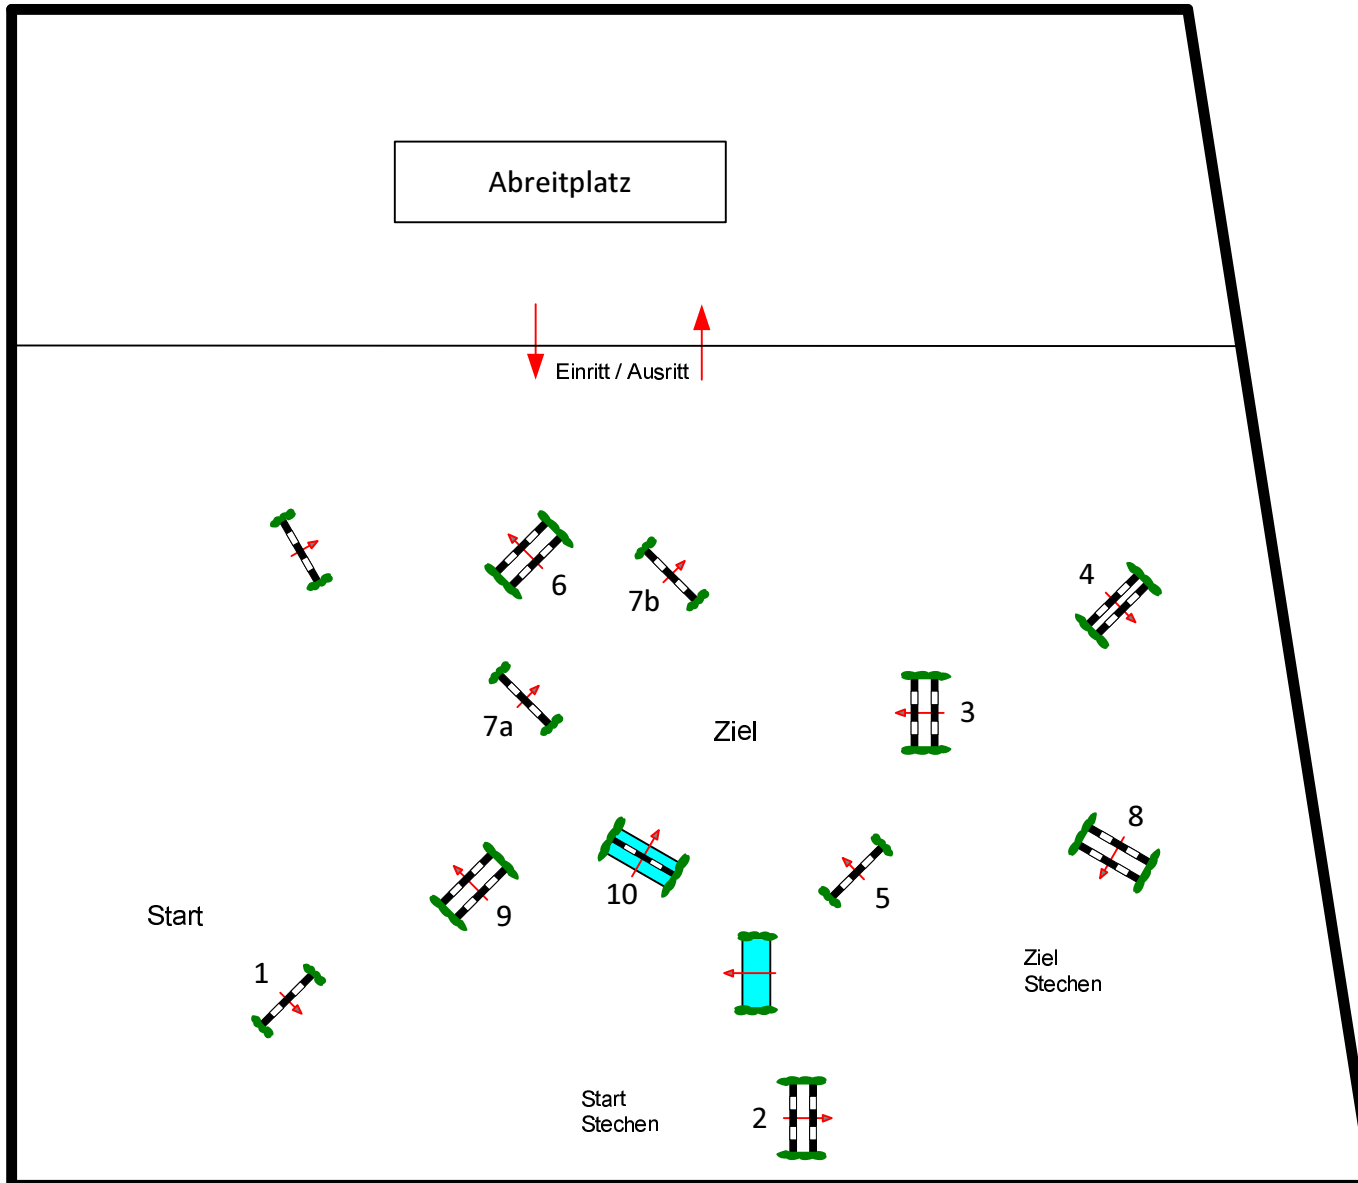 Abreitplatz
Einritt / Ausritt
4
6
7b
3
7a
Ziel
8
10
5
9
Start
Ziel
Stechen
1
Start
Stechen
2